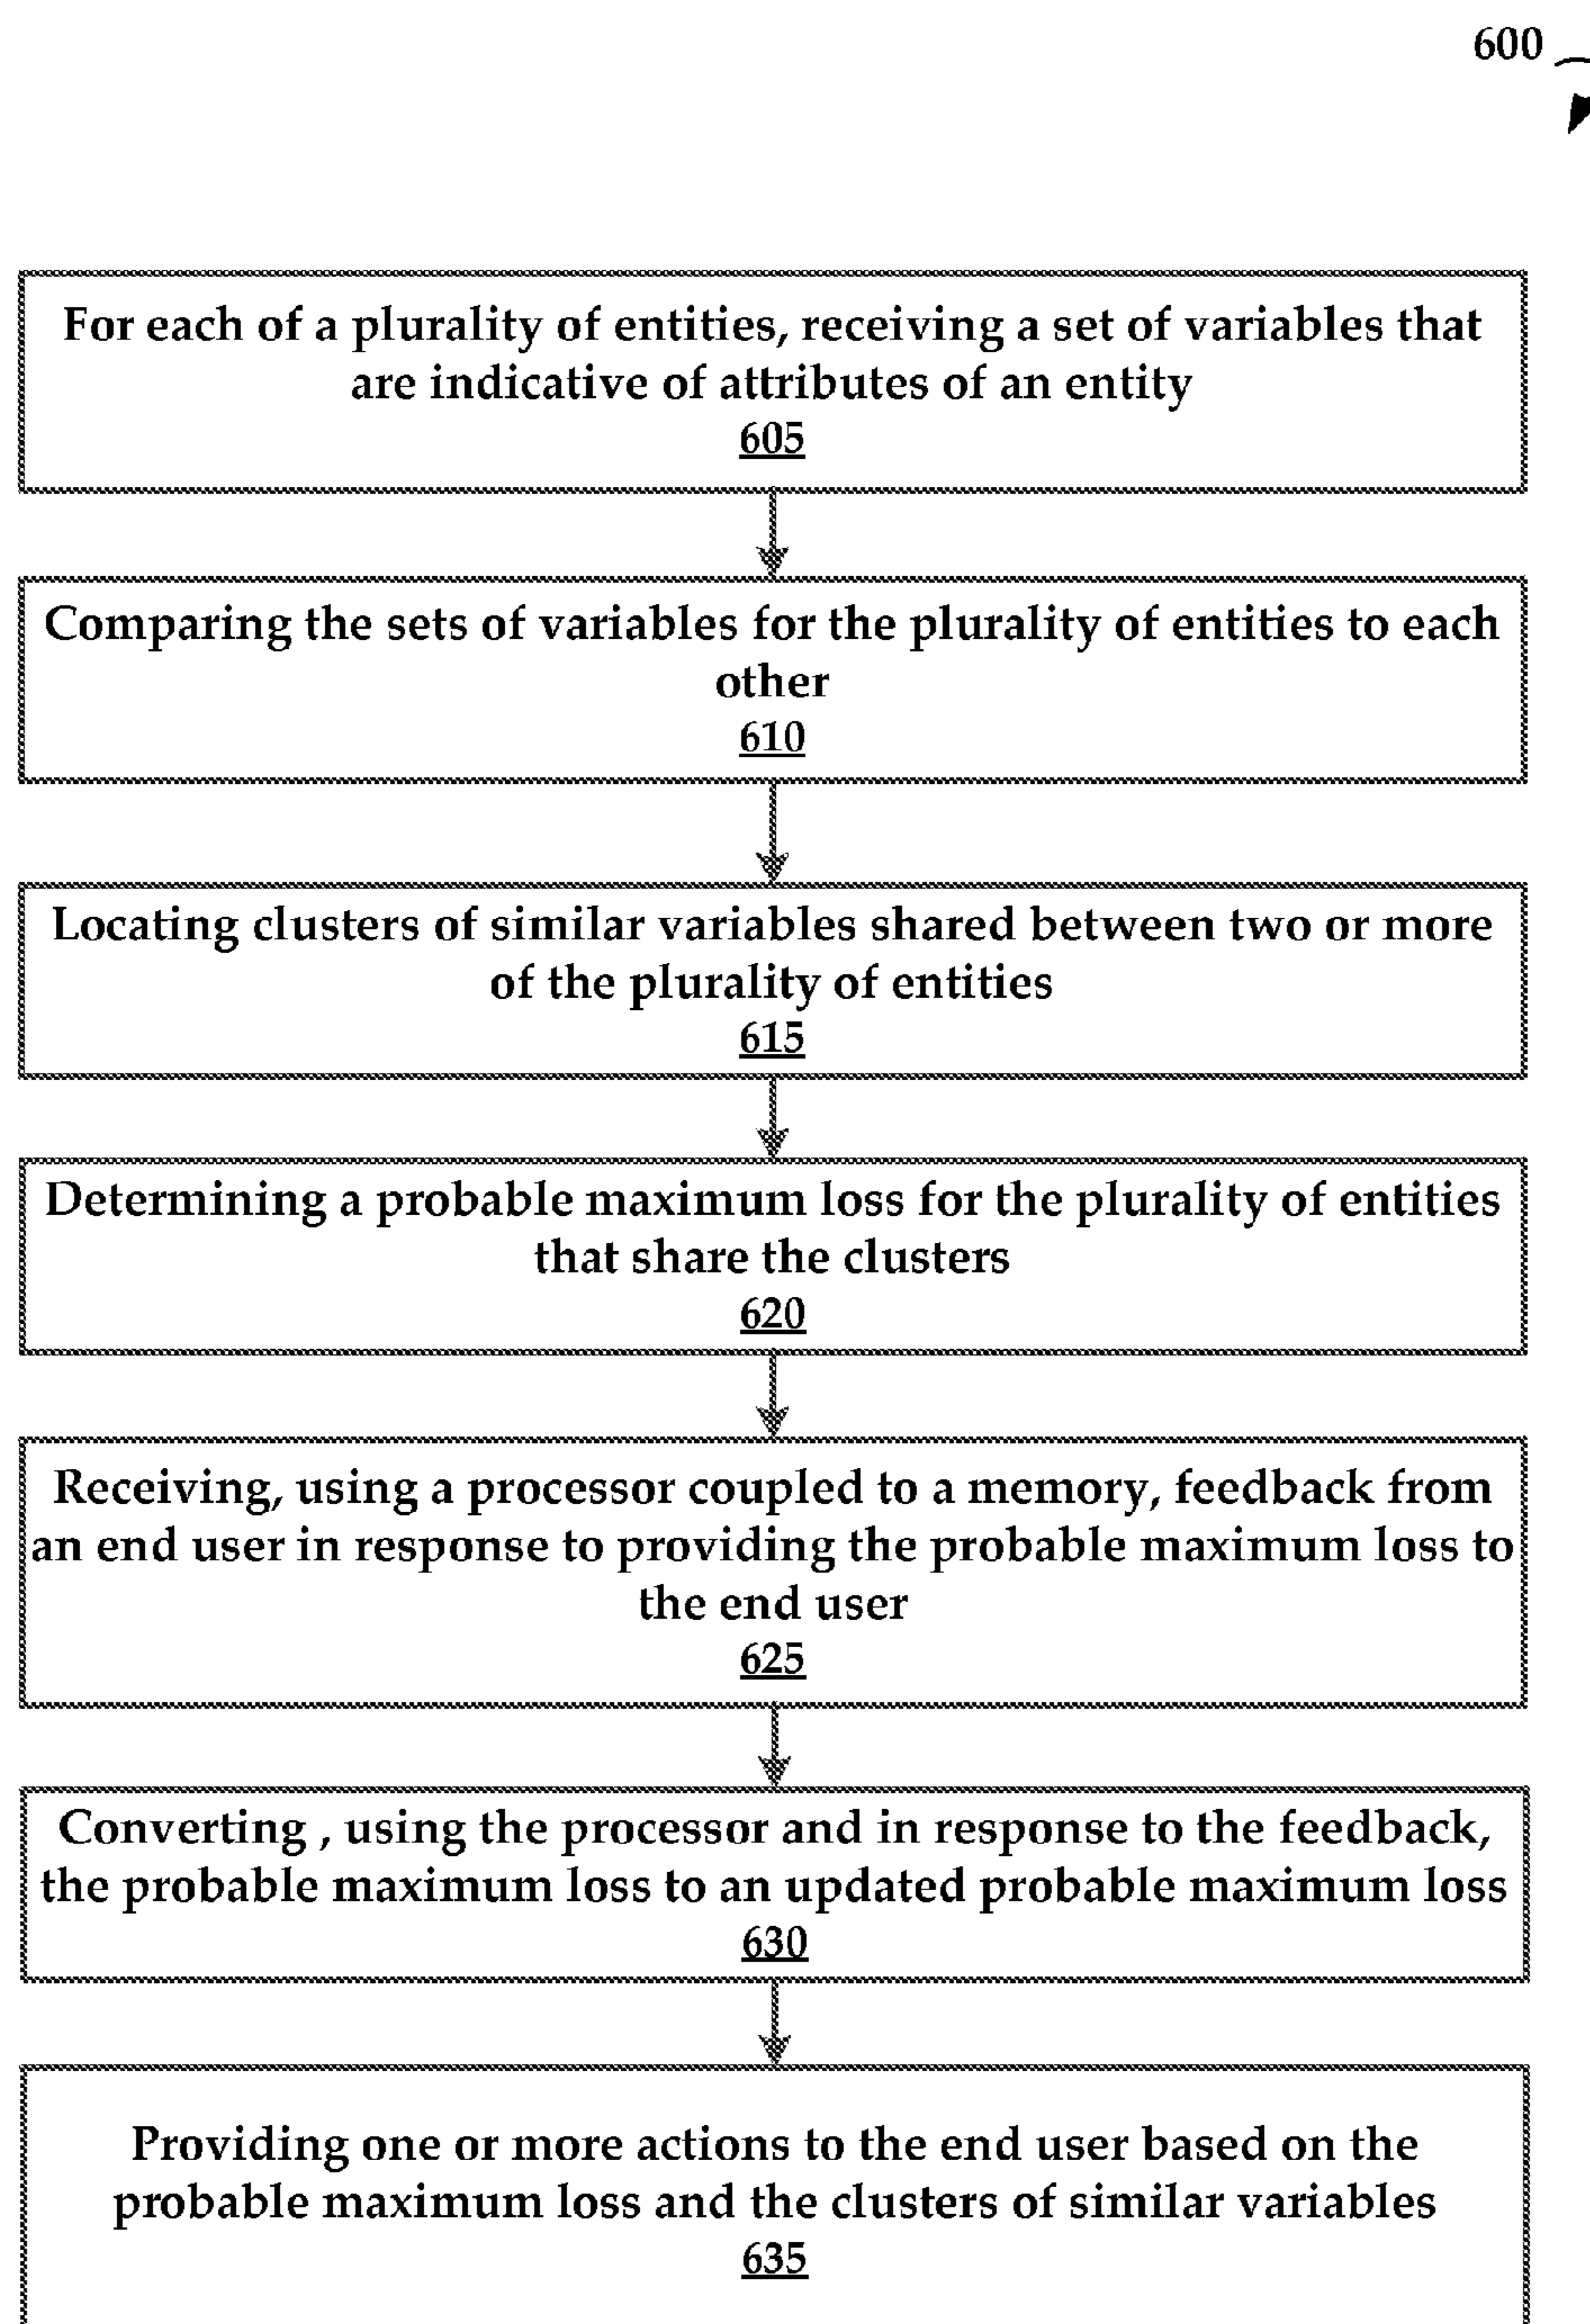 600
For each of a plurality of entities, receiving a set of variables that
are indicative of attributes of an entity
605
Comparing the sets of variables for the plurality of entities to each
other
610
Locating clusters of similar variables shared between two or more
of the plurality of entities
615
Determining a probable maximum loss for the plurality of entities
that share the clusters
620
Receiving, using a processor coupled to a memory, feedback from
an end user in response to providing the probable maximum loss to
the end user
625
Converting , using the processor and in response to the feedback,
the probable maximum loss to an updated probable maximum loss
630
Providing one or more actions to the end user based on the
probable maximum loss and the clusters of similar variables
635